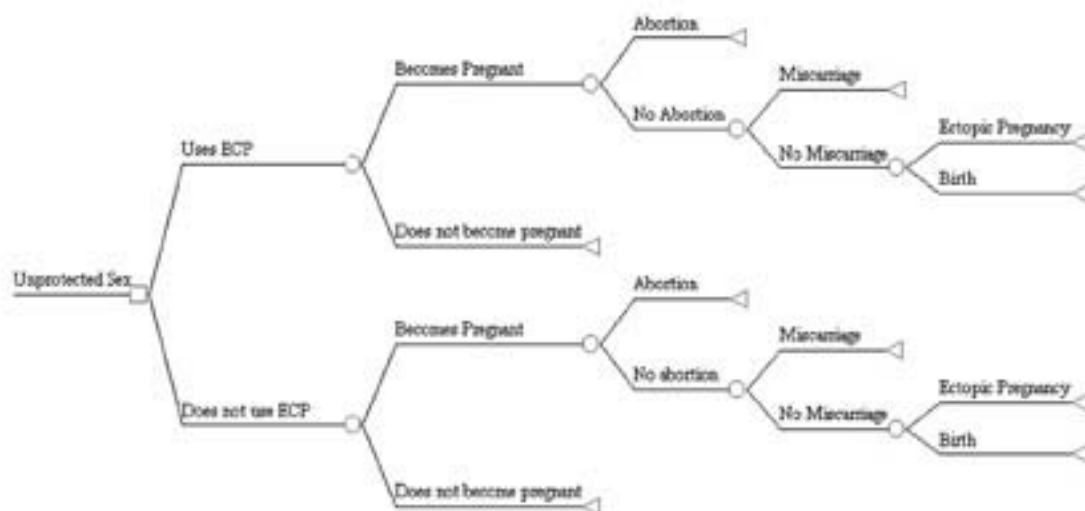 Abortion
Becomes Pregnant
Miscarriage
No Abortion
Ectopic Pregnancy
Uses ECP
No Miscarriage
Birth
Does not become pregnant
Unprotected Sex
Abortion
Becomes Pregnant
Miscarriage
No abortion
Ectopic Pregnancy
Does not use ECP
No Miscarriage
Birth
Does not become pregnant